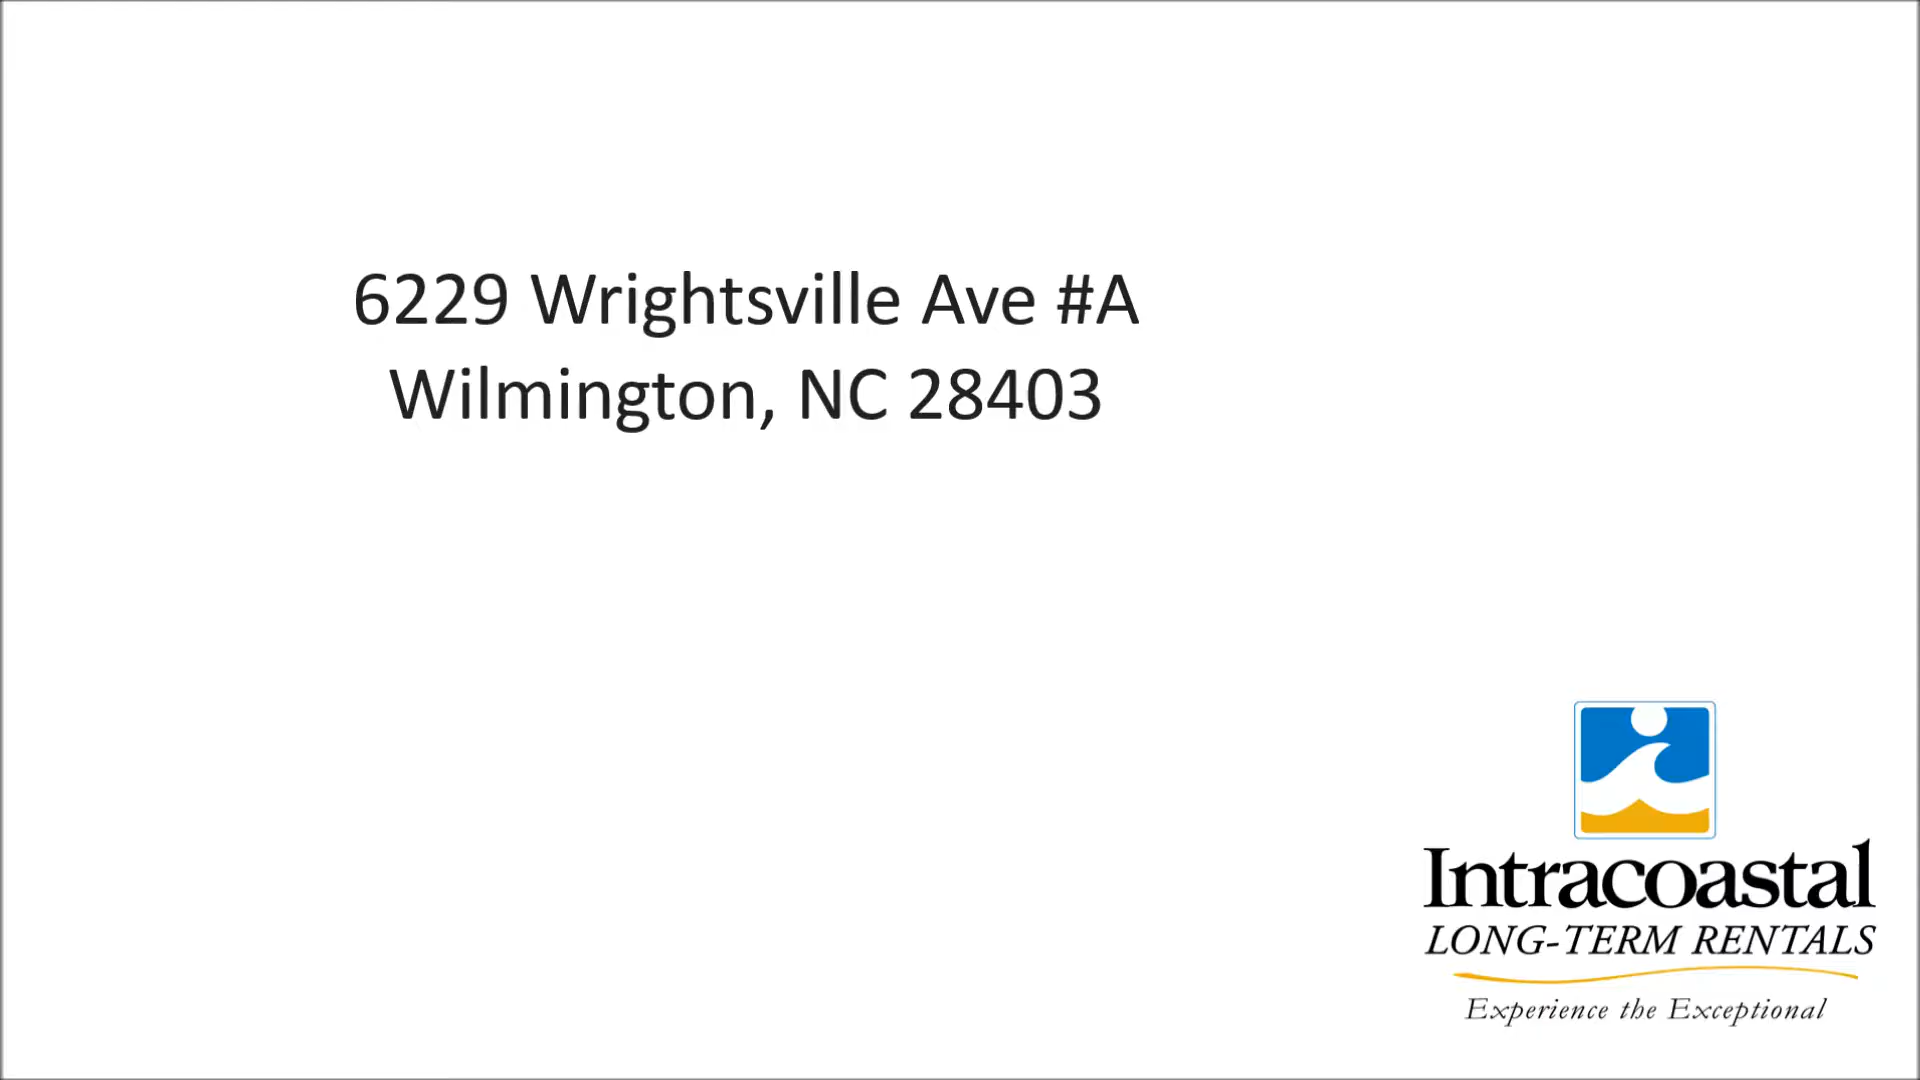 6229 Wrightsville Ave #A
Wilmington, NC 28403
Intracoastal
LONG-TERM RENTALS
Experience the Exceptional